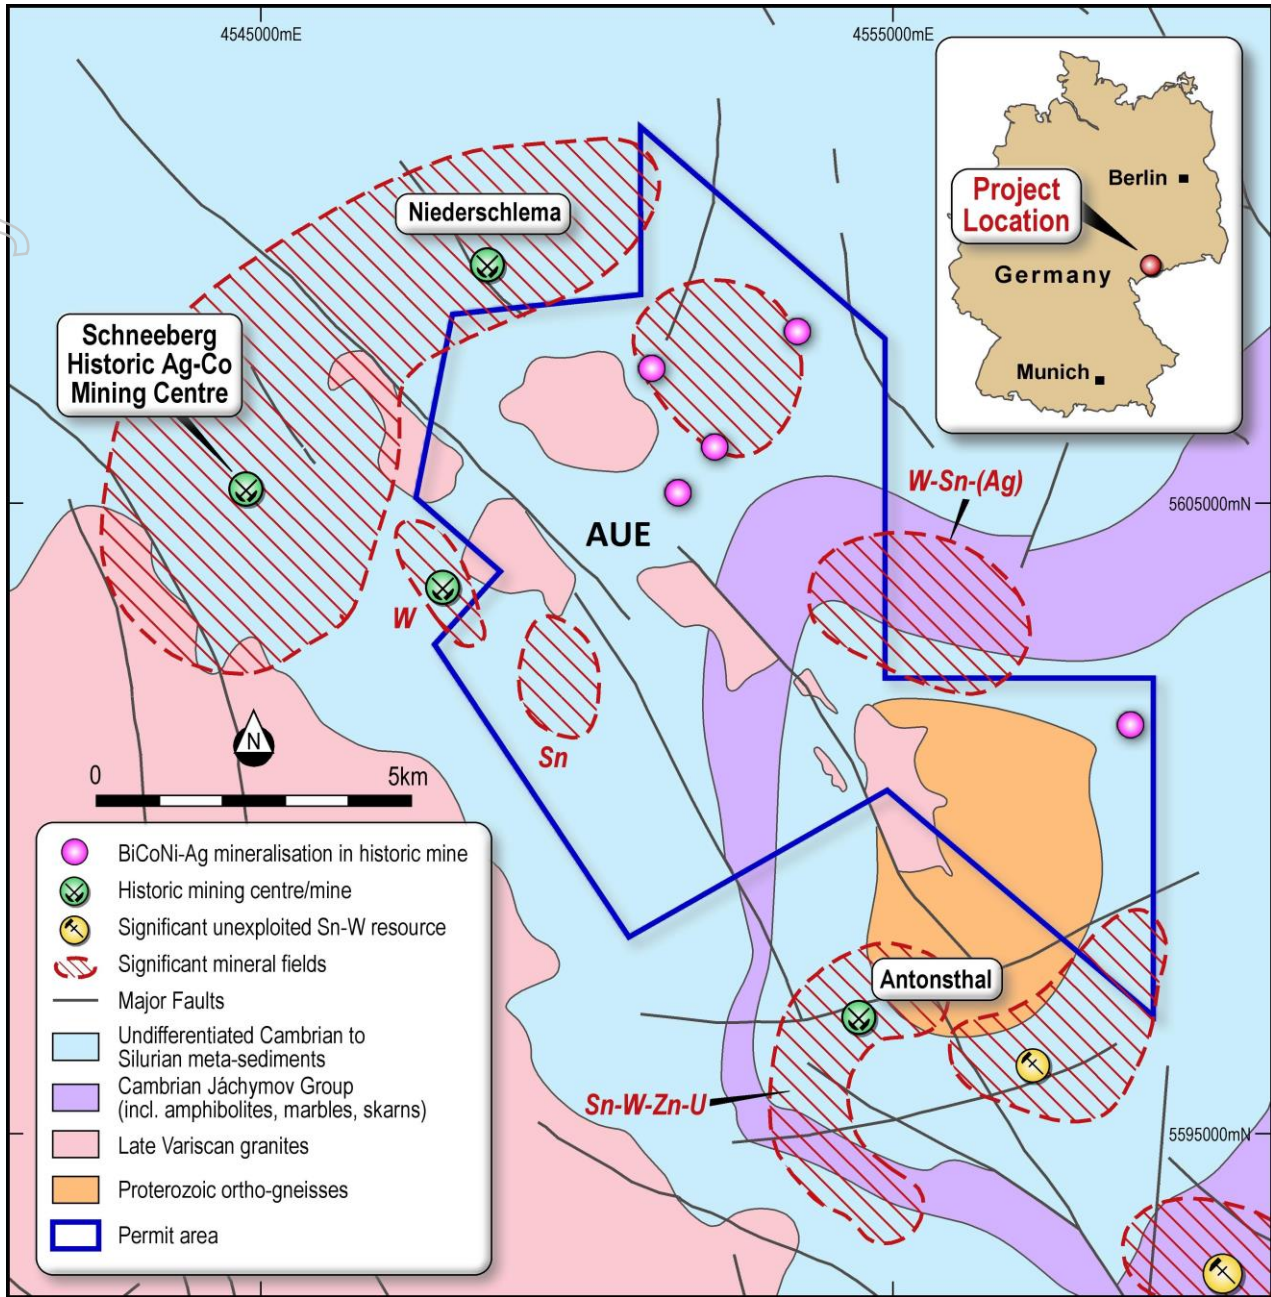 4545000mE
4555000mE
Project
Location
Berlin
Germany
Munich
Niederschlema
Schneeberg
Historic Ag-Co
Mining Centre
W-Sn-(Ag)
5605000mN
AUE
W
Sn
N
0 5km
Antonsthal
Sn-W-Zn-U
5595000mN
BiCoNi-Ag mineralisation in historic mine
Historic mining centre/mine
Significant unexploited Sn-W resource
Significant mineral fields
Major Faults
Undifferentiated Cambrian to
Silurian meta-sediments
Cambrian Jáchymov Group
(incl. amphibolites, marbles, skarns)
Late Variscan granites
Proterozoic ortho-gneisses
Permit area